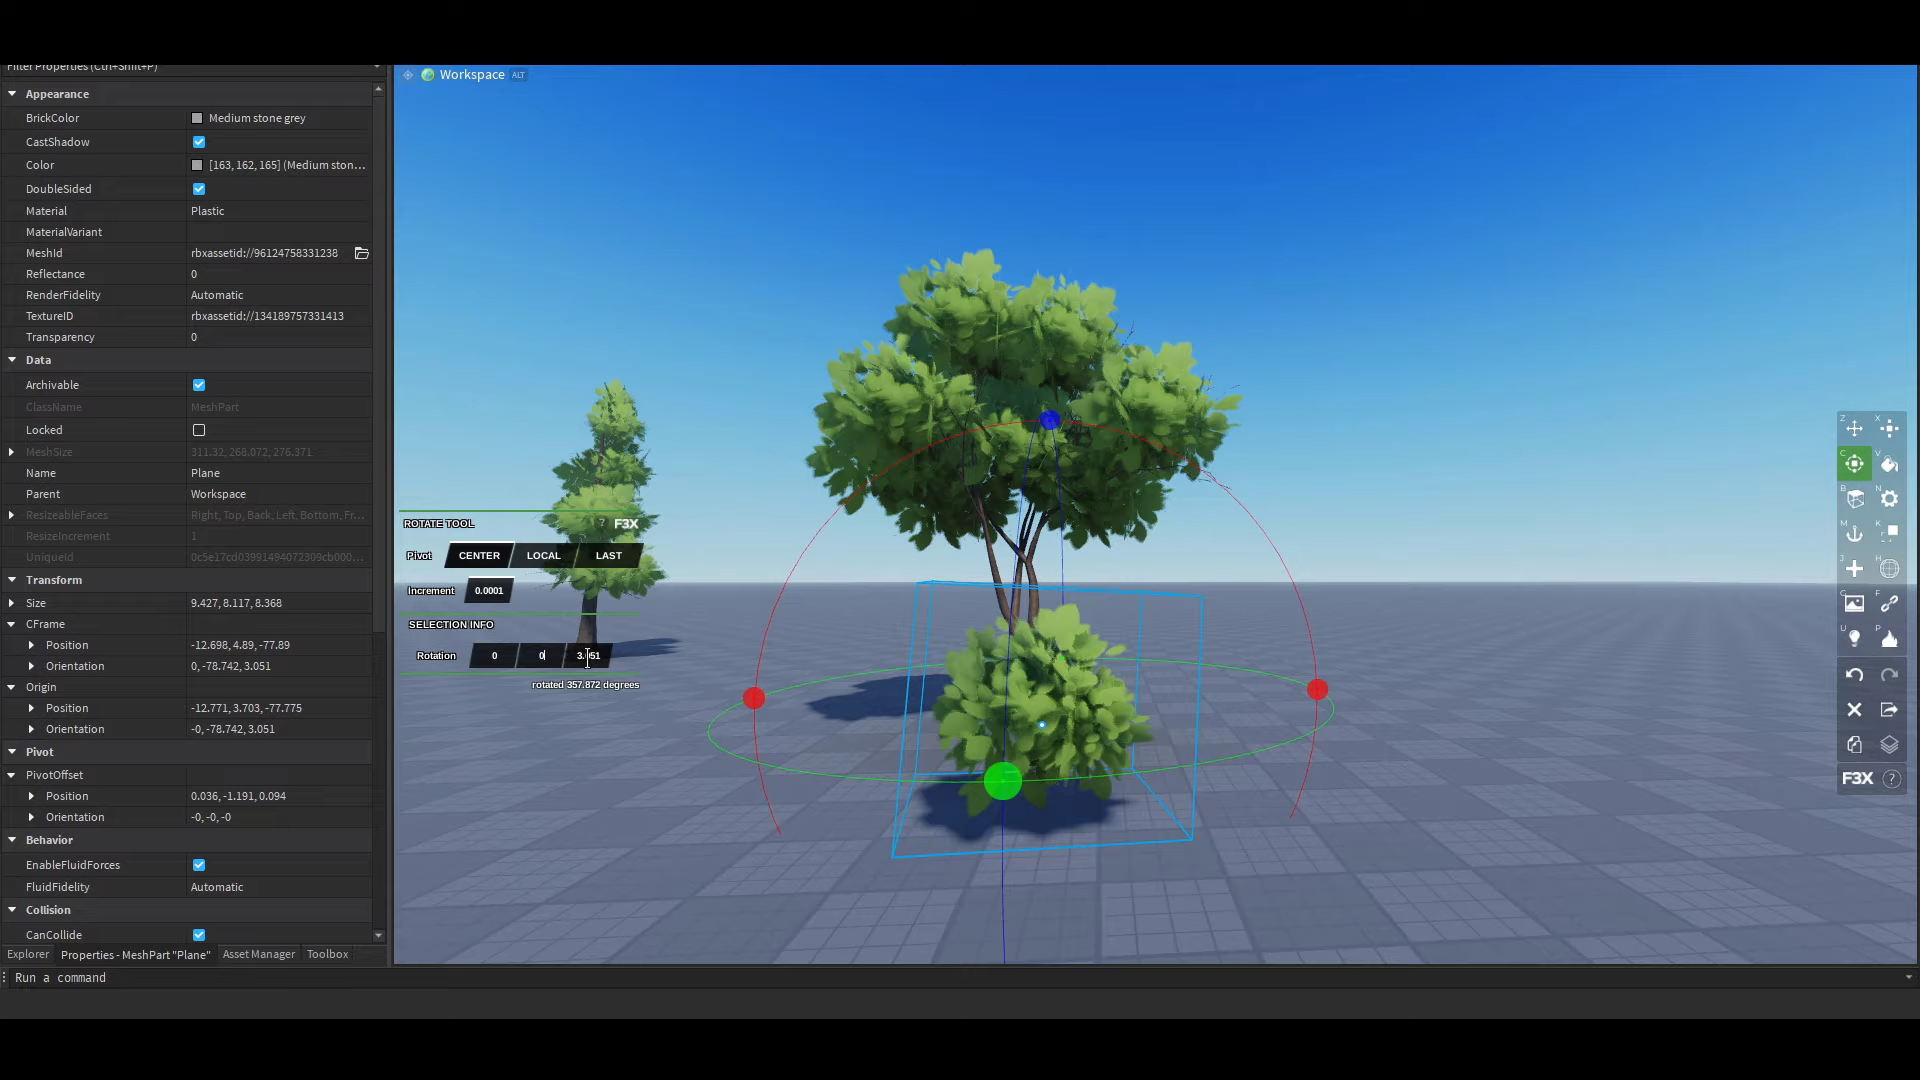 Filter Properties (Ctrl+Shift+P)
Workspace ALT
Appearance
BrickColor Medium stone grey
CastShadow
Color [163, 162, 165] (Medium ston...
DoubleSided
Material Plastic
MaterialVariant
MeshId rbxassetid://96124758331238
Reflectance 0
RenderFidelity Automatic
TextureID rbxassetid://134189757331413
Transparency 0
Data
Archivable
ClassName MeshPart
Locked
MeshSize 311.32, 268.072, 276.371
Name Plane
Parent Workspace
ResizeableFaces Right, Top, Back, Left, Bottom, Fr...
ResizeIncrement 1
UniqueId 0c5e17cd03991494072309cb000...
Transform
Size 9.427, 8.117, 8.368
CFrame
Position -12.698, 4.89, -77.89
Orientation 0, -78.742, 3.051
Origin
Position -12.771, 3.703, -77.775
Orientation -0, -78.742, 3.051
Pivot
PivotOffset
Position 0.036, -1.191, 0.094
Orientation -0, -0, -0
Behavior
EnableFluidForces
FluidFidelity Automatic
Collision
CanCollide
Explorer Properties - MeshPart "Plane" Asset Manager Toolbox
Run a command
ROTATE TOOL ? F3X
Pivot CENTER LOCAL LAST
Increment 0.0001
SELECTION INFO
Rotation 0 0 3.051
rotated 357.872 degrees
Z X
C V
B N
M K
J H
G F
U P
F3X ?